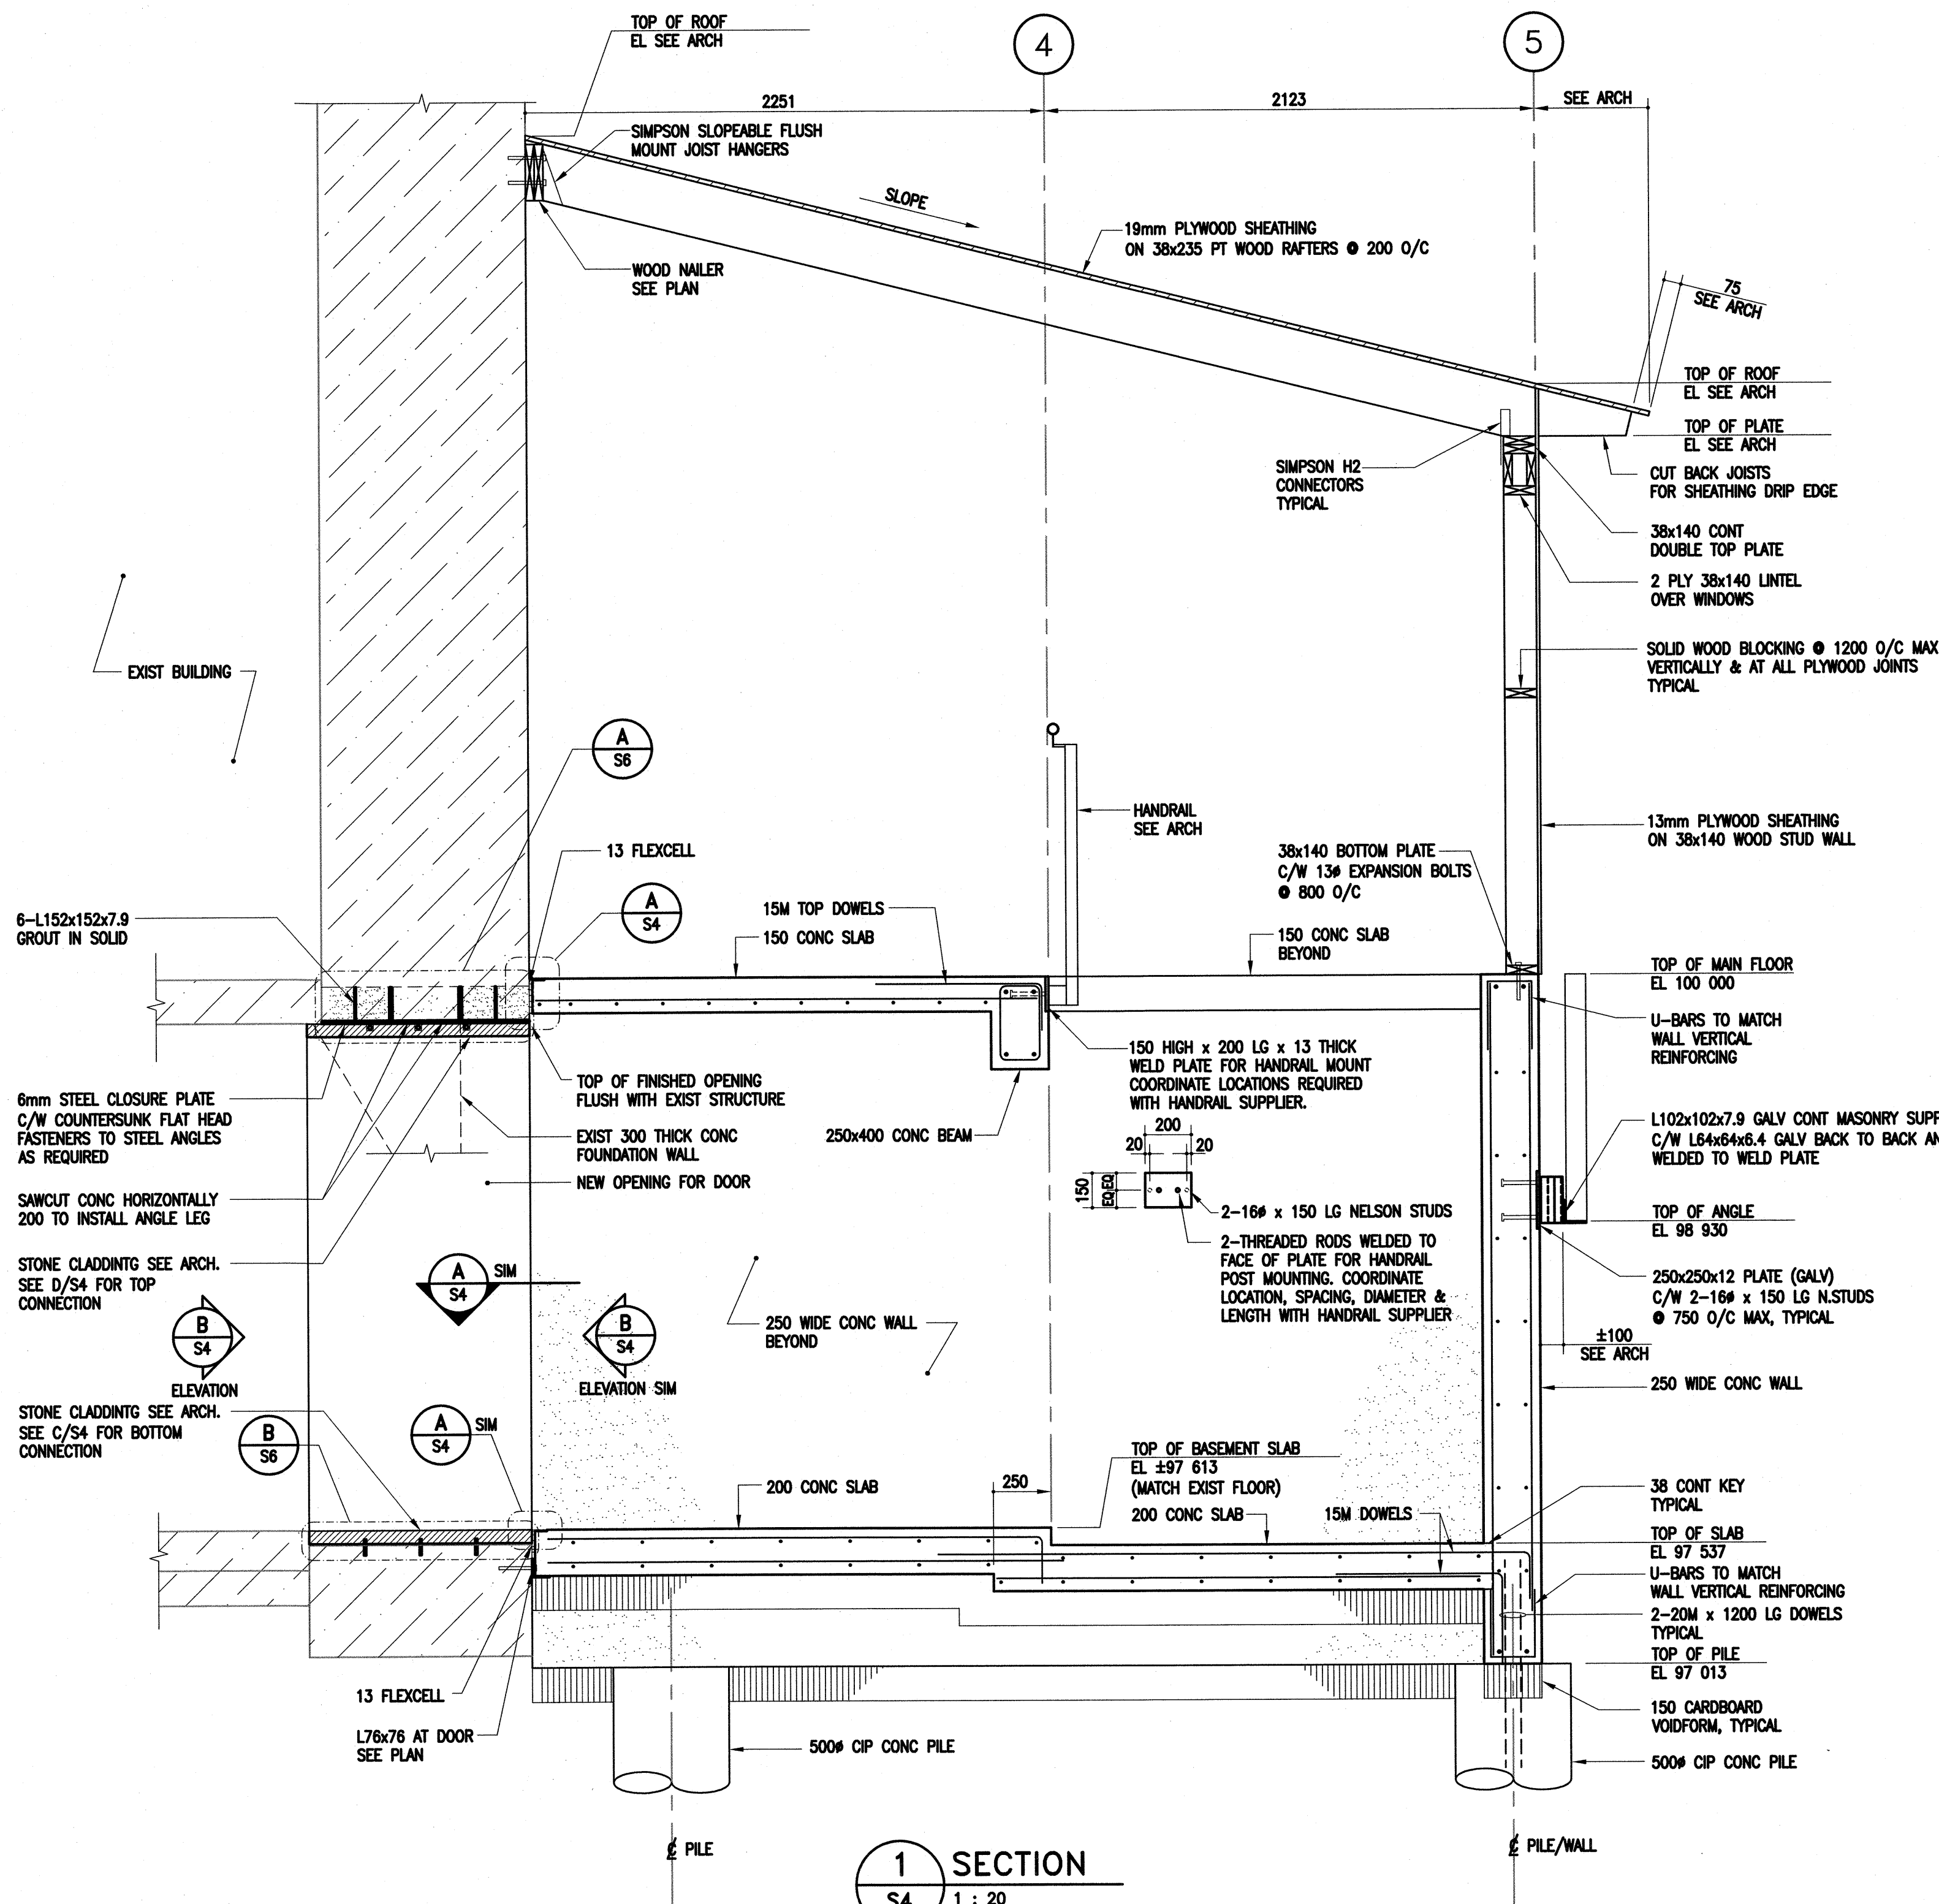 TOP OF ROOF
EL SEE ARCH
4
5
2251
2123
SEE ARCH
SIMPSON SLOPEABLE FLUSH
MOUNT JOIST HANGERS
SLOPE
19mm PLYWOOD SHEATHING
ON 38x235 PT WOOD RAFTERS @ 200 O/C
WOOD NAILER
SEE PLAN
75
SEE ARCH
TOP OF ROOF
EL SEE ARCH
TOP OF PLATE
EL SEE ARCH
SIMPSON H2
CONNECTORS
TYPICAL
CUT BACK JOISTS
FOR SHEATHING DRIP EDGE
38x140 CONT
DOUBLE TOP PLATE
2 PLY 38x140 LINTEL
OVER WINDOWS
EXIST BUILDING
SOLID WOOD BLOCKING @ 1200 O/C MAX
VERTICALLY & AT ALL PLYWOOD JOINTS
TYPICAL
A
S6
HANDRAIL
SEE ARCH
13mm PLYWOOD SHEATHING
ON 38x140 WOOD STUD WALL
13 FLEXCELL
38x140 BOTTOM PLATE
C/W 13ø EXPANSION BOLTS
@ 800 O/C
A
S4
6-L152x152x7.9
GROUT IN SOLID
15M TOP DOWELS
150 CONC SLAB
150 CONC SLAB
BEYOND
TOP OF MAIN FLOOR
EL 100 000
U-BARS TO MATCH
WALL VERTICAL
REINFORCING
150 HIGH x 200 LG x 13 THICK
WELD PLATE FOR HANDRAIL MOUNT
COORDINATE LOCATIONS REQUIRED
WITH HANDRAIL SUPPLIER.
6mm STEEL CLOSURE PLATE
C/W COUNTERSUNK FLAT HEAD
FASTENERS TO STEEL ANGLES
AS REQUIRED
TOP OF FINISHED OPENING
FLUSH WITH EXIST STRUCTURE
EXIST 300 THICK CONC
FOUNDATION WALL
250x400 CONC BEAM
200
20
20
150
EQ
EQ
L102x102x7.9 GALV CONT MASONRY SUPP
C/W L64x64x6.4 GALV BACK TO BACK AN
WELDED TO WELD PLATE
NEW OPENING FOR DOOR
SAWCUT CONC HORIZONTALLY
200 TO INSTALL ANGLE LEG
2-16ø x 150 LG NELSON STUDS
2-THREADED RODS WELDED TO
FACE OF PLATE FOR HANDRAIL
POST MOUNTING. COORDINATE
LOCATION, SPACING, DIAMETER &
LENGTH WITH HANDRAIL SUPPLIER
TOP OF ANGLE
EL 98 930
STONE CLADDING SEE ARCH.
SEE D/S4 FOR TOP
CONNECTION
A
S4
SIM
250x250x12 PLATE (GALV)
C/W 2-16ø x 150 LG N.STUDS
@ 750 O/C MAX, TYPICAL
B
S4
ELEVATION
B
S4
ELEVATION SIM
250 WIDE CONC WALL
BEYOND
±100
SEE ARCH
250 WIDE CONC WALL
STONE CLADDINTG SEE ARCH.
SEE C/S4 FOR BOTTOM
CONNECTION
B
S6
A
S4
SIM
TOP OF BASEMENT SLAB
EL ±97 613
(MATCH EXIST FLOOR)
200 CONC SLAB
250
200 CONC SLAB
15M DOWELS
38 CONT KEY
TYPICAL
TOP OF SLAB
EL 97 537
U-BARS TO MATCH
WALL VERTICAL REINFORCING
2-20M x 1200 LG DOWELS
TYPICAL
TOP OF PILE
EL 97 013
13 FLEXCELL
L76x76 AT DOOR
SEE PLAN
500ø CIP CONC PILE
150 CARDBOARD
VOIDFORM, TYPICAL
500ø CIP CONC PILE
℄ PILE
℄ PILE/WALL
1
S4
SECTION
1 : 20